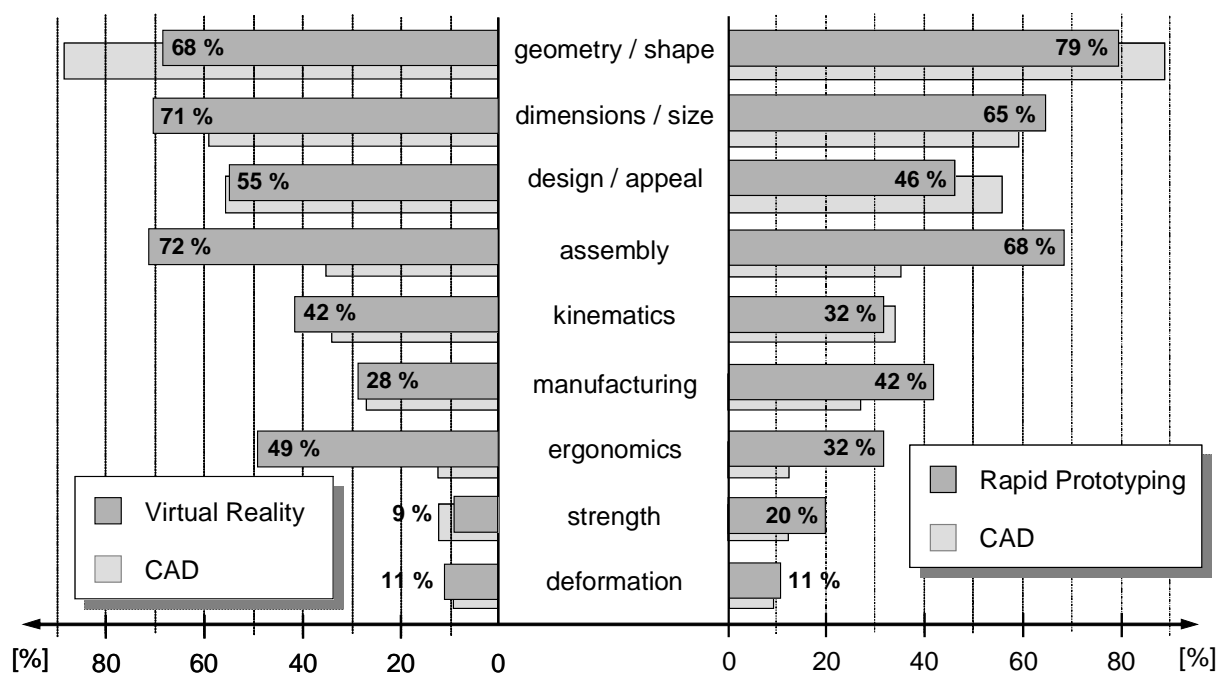 68 % geometry / shape 79 %
71 % dimensions / size 65 %
55 % design / appeal 46 %
72 % assembly 68 %
42 % kinematics 32 %
28 % manufacturing 42 %
49 % ergonomics 32 %
Virtual Reality
CAD
9 % strength 20 %
11 % deformation 11 %
Rapid Prototyping
CAD
[%] 80 60 40 20 0
0 20 40 60 80 [%]